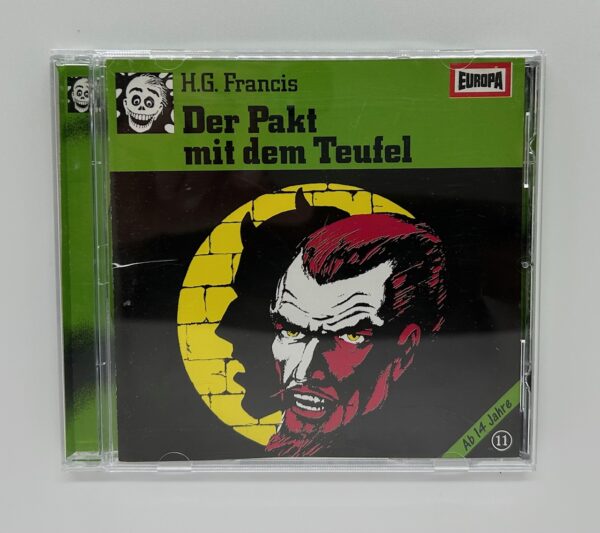 H.G. Francis
EUROPA
Der Pakt
mit dem Teufel
Ab 14 Jahre
11